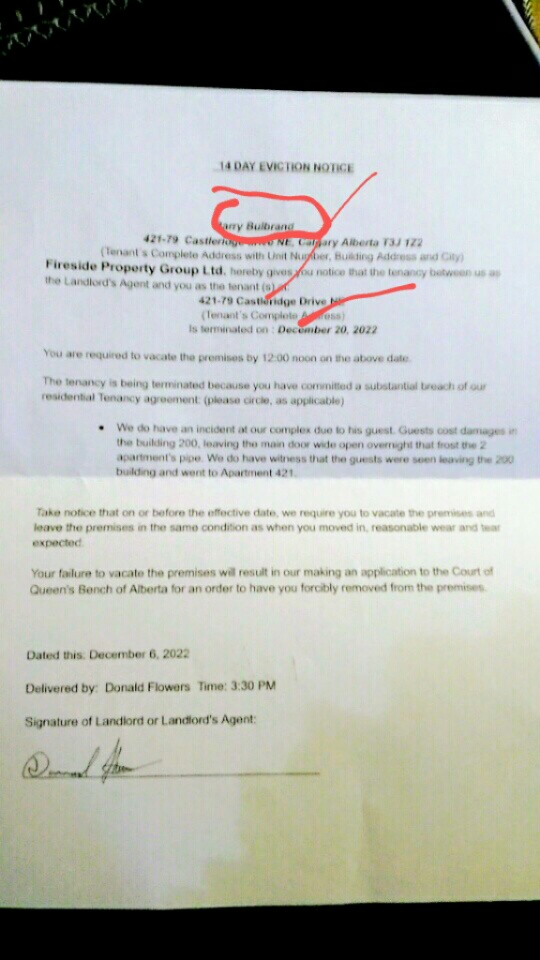 14 DAY EVICTION NOTICE
Harry Bulbrand
421-79 Castleridge Drive NE, Calgary Alberta T3J 1Z2
(Tenant's Complete Address with Unit Number, Building Address and City)
Fireside Property Group Ltd. hereby gives you notice that the tenancy between us as
the Landlord's Agent and you as the tenant (s) of:
421-79 Castleridge Drive NE
(Tenant's Complete Address)
Is terminated on : December 20, 2022
You are required to vacate the premises by 12:00 noon on the above date.
The tenancy is being terminated because you have committed a substantial breach of our
residential Tenancy agreement: (please circle, as applicable)
• We do have an incident at our complex due to his guest. Guests cost damages in
the building 200, leaving the main door wide open overnight that frost the 2
apartment's pipe. We do have witness that the guests were seen leaving the 200
building and went to Apartment 421.
Take notice that on or before the effective date, we require you to vacate the premises and
leave the premises in the same condition as when you moved in, reasonable wear and tear
expected.
Your failure to vacate the premises will result in our making an application to the Court of
Queen's Bench of Alberta for an order to have you forcibly removed from the premises.
Dated this: December 6, 2022
Delivered by: Donald Flowers Time: 3:30 PM
Signature of Landlord or Landlord's Agent: